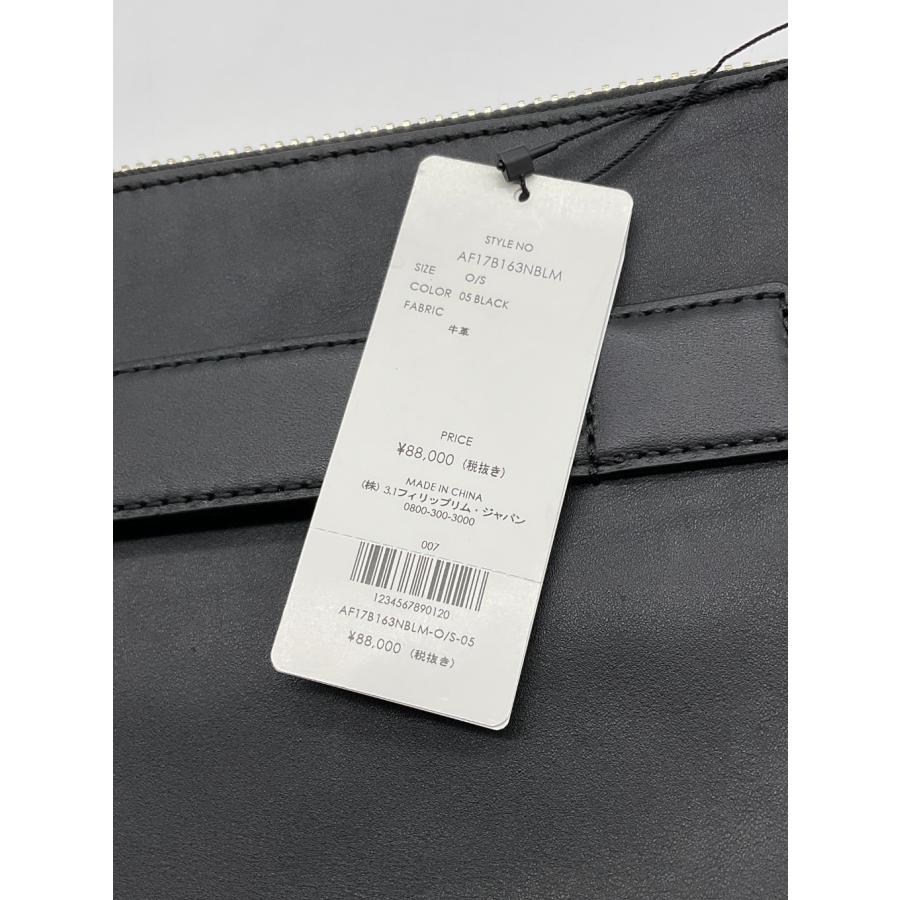 STYLE NO
AF17B163NBLM
SIZE O/S
COLOR 05 BLACK
FABRIC
牛革
PRICE
¥88,000 (税抜き)
MADE IN CHINA
(株) 3.1フィリップリム・ジャパン
0800-300-3000
007
1234567890120
AF17B163NBLM-O/S-05
¥88,000 (税抜き)